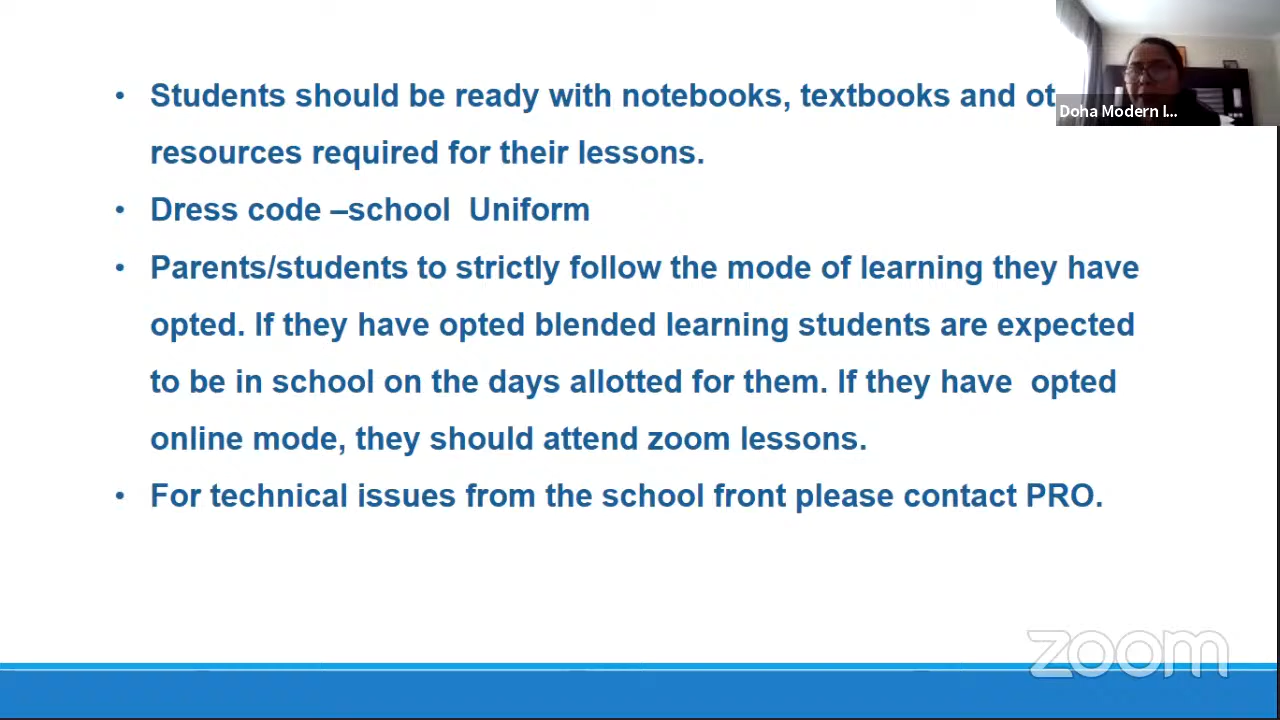 • Students should be ready with notebooks, textbooks and ot
resources required for their lessons.
• Dress code –school  Uniform
• Parents/students to strictly follow the mode of learning they have
opted. If they have opted blended learning students are expected
to be in school on the days allotted for them. If they have  opted
online mode, they should attend zoom lessons.
• For technical issues from the school front please contact PRO.
Doha Modern I...
zoom